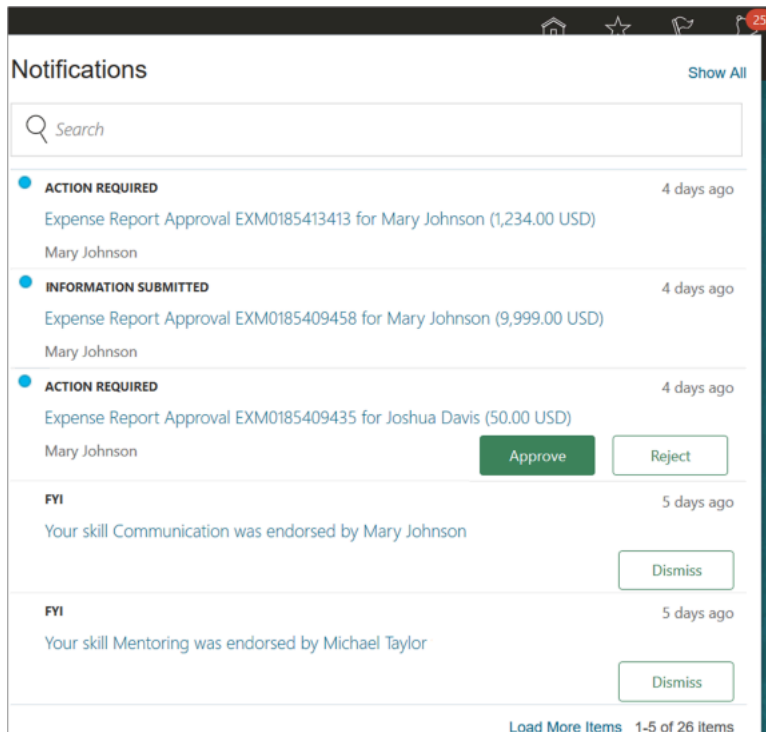 25
Notifications
Show All
Search
ACTION REQUIRED
4 days ago
Expense Report Approval EXM0185413413 for Mary Johnson (1,234.00 USD)
Mary Johnson
INFORMATION SUBMITTED
4 days ago
Expense Report Approval EXM0185409458 for Mary Johnson (9,999.00 USD)
Mary Johnson
ACTION REQUIRED
4 days ago
Expense Report Approval EXM0185409435 for Joshua Davis (50.00 USD)
Mary Johnson
Approve
Reject
FYI
5 days ago
Your skill Communication was endorsed by Mary Johnson
Dismiss
FYI
5 days ago
Your skill Mentoring was endorsed by Michael Taylor
Dismiss
Load More Items 1-5 of 26 items